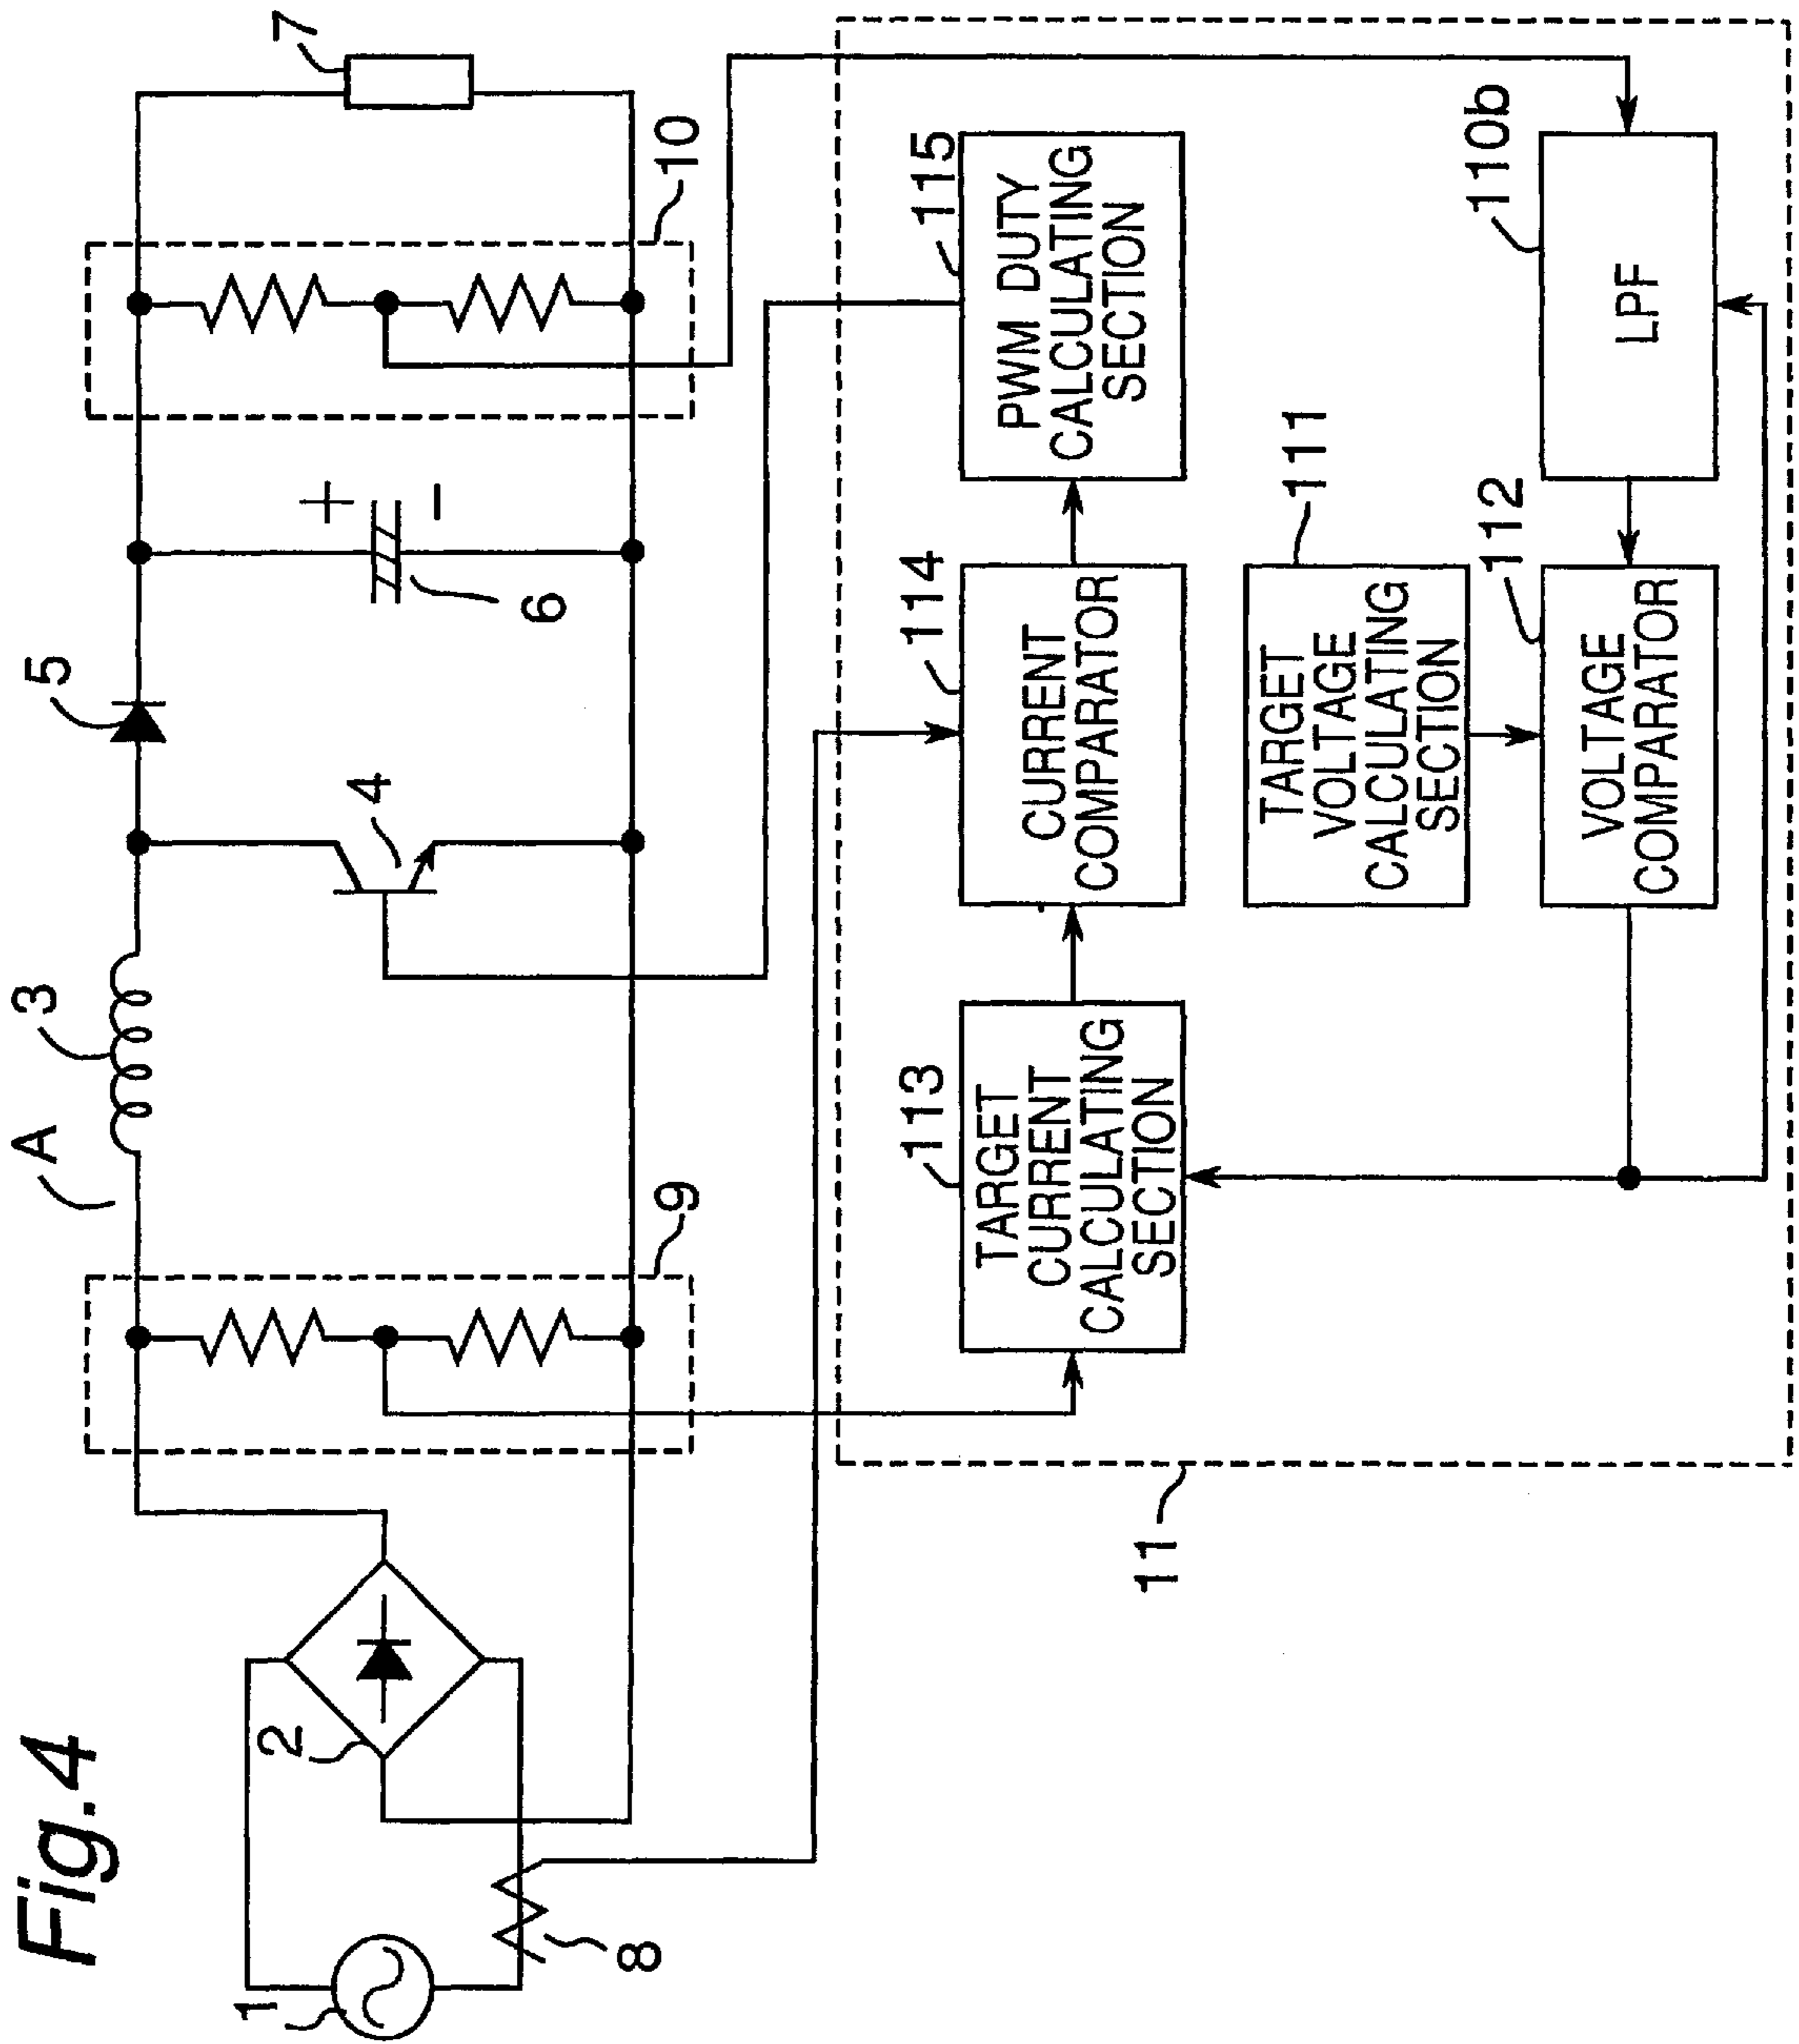 Fig.4
1
2
8
A
3
4
5
6
7
9
10
11
113
TARGET
CURRENT
CALCULATING
SECTION
114
CURRENT
COMPARATOR
115
PWM DUTY
CALCULATING
SECTION
111
TARGET
VOLTAGE
CALCULATING
SECTION
112
VOLTAGE
COMPARATOR
110b
LPF
+
-